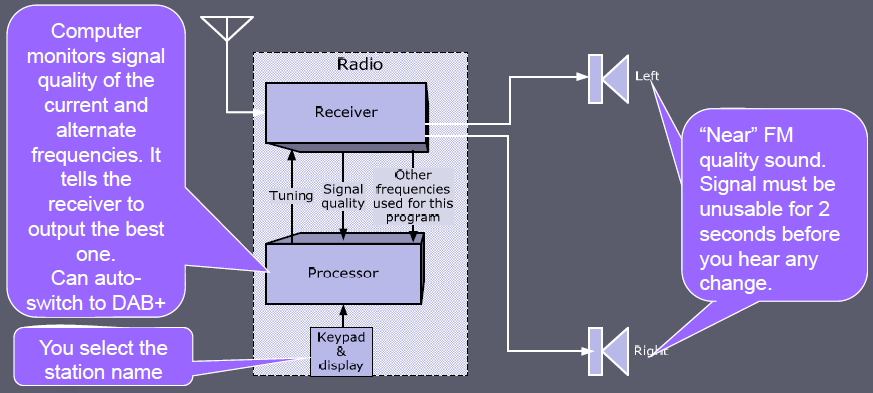 Computer
monitors signal
quality of the
current and
alternate
frequencies. It
tells the
receiver to
output the best
one.
Can auto-
switch to DAB+
You select the
station name
Radio
Receiver
Tuning
Signal
quality
Other
frequencies
used for this
program
Processor
Keypad
&
display
Left
Right
“Near” FM
quality sound.
Signal must be
unusable for 2
seconds before
you hear any
change.